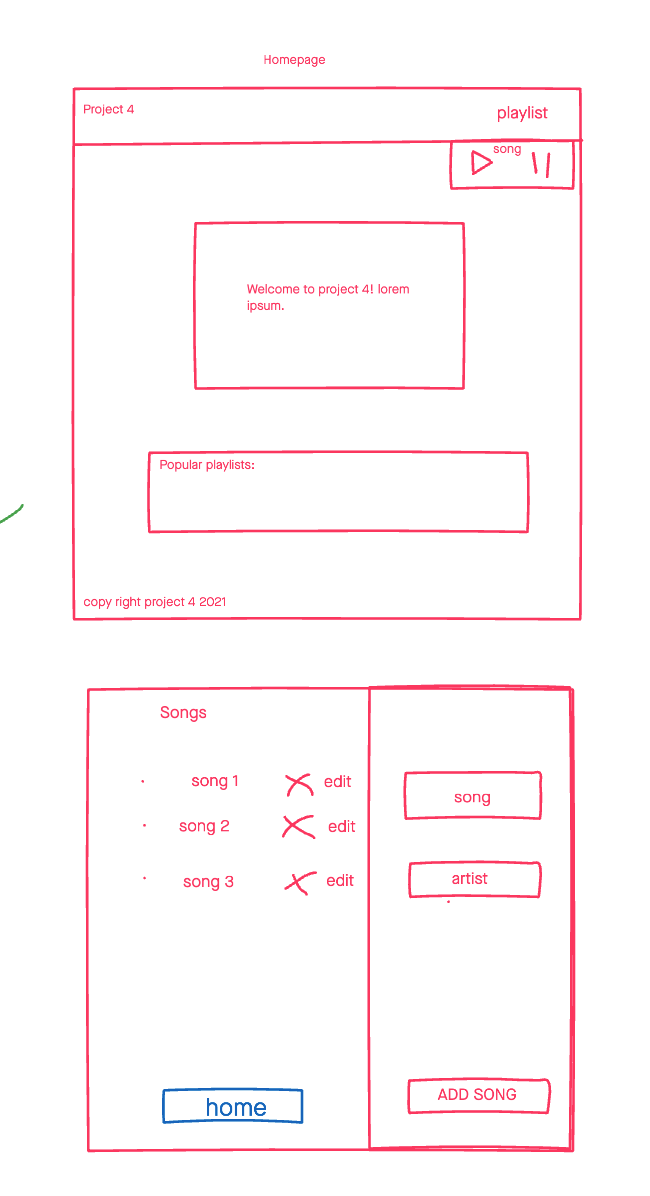 Homepage
Project 4
playlist
song
Welcome to project 4! lorem
ipsum.
Popular playlists:
copy right project 4 2021
Songs
song 1 edit
song 2 edit
song 3 edit
song
artist
ADD SONG
home